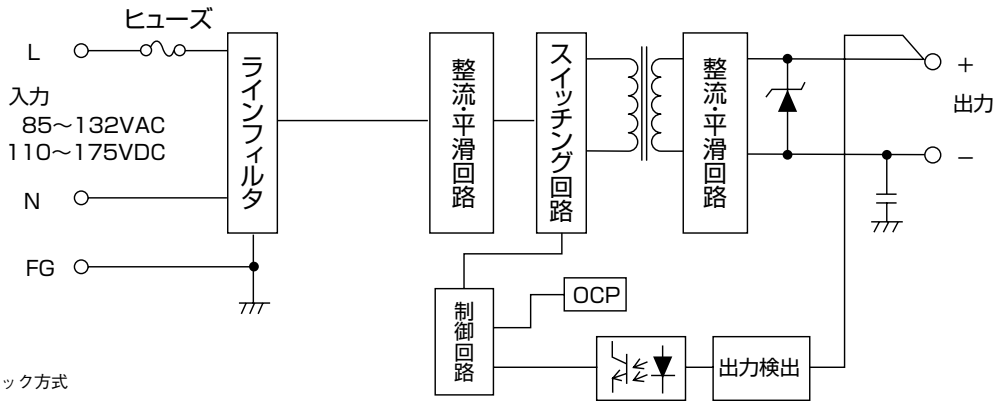 ヒューズ
L
入力
85～132VAC
110～175VDC
N
FG
ラインフィルタ
整流・平滑回路
スイッチング回路
整流・平滑回路
+
出力
−
制御回路
OCP
出力検出
ック方式